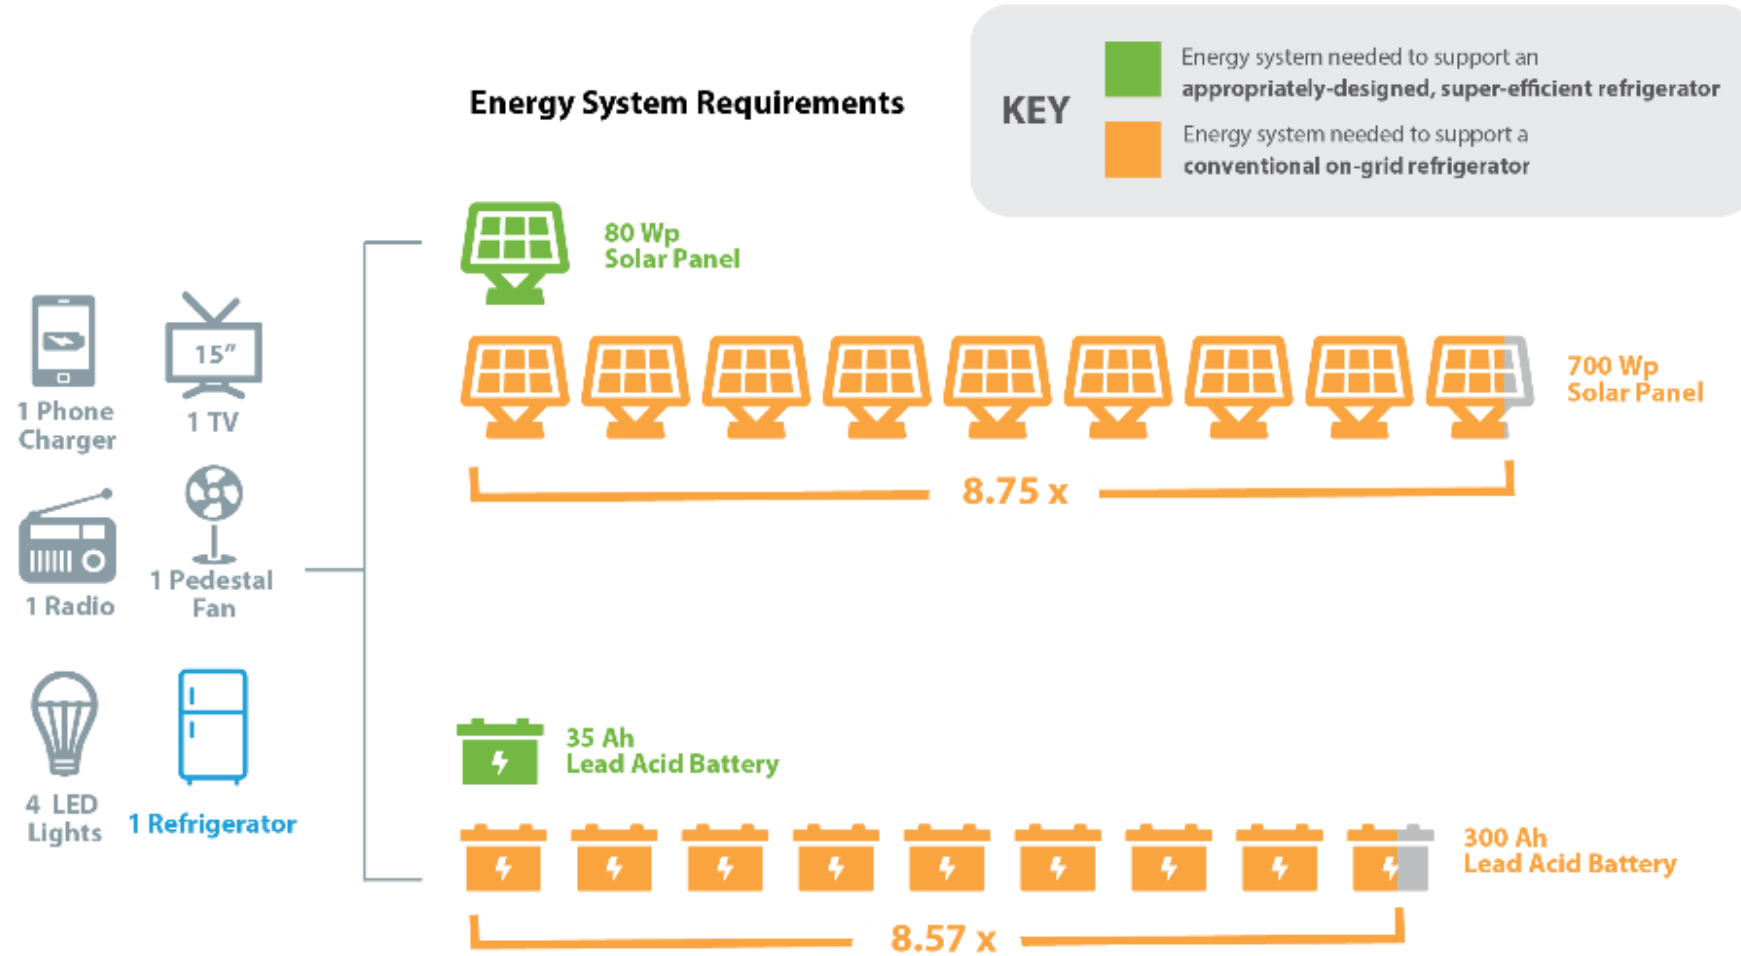 Energy System Requirements
KEY
Energy system needed to support an
appropriately-designed, super-efficient refrigerator
Energy system needed to support a
conventional on-grid refrigerator
80 Wp
Solar Panel
15”
1 Phone
Charger
1 TV
700 Wp
Solar Panel
8.75 x
1 Radio
1 Pedestal
Fan
35 Ah
Lead Acid Battery
4 LED
Lights
1 Refrigerator
300 Ah
Lead Acid Battery
8.57 x